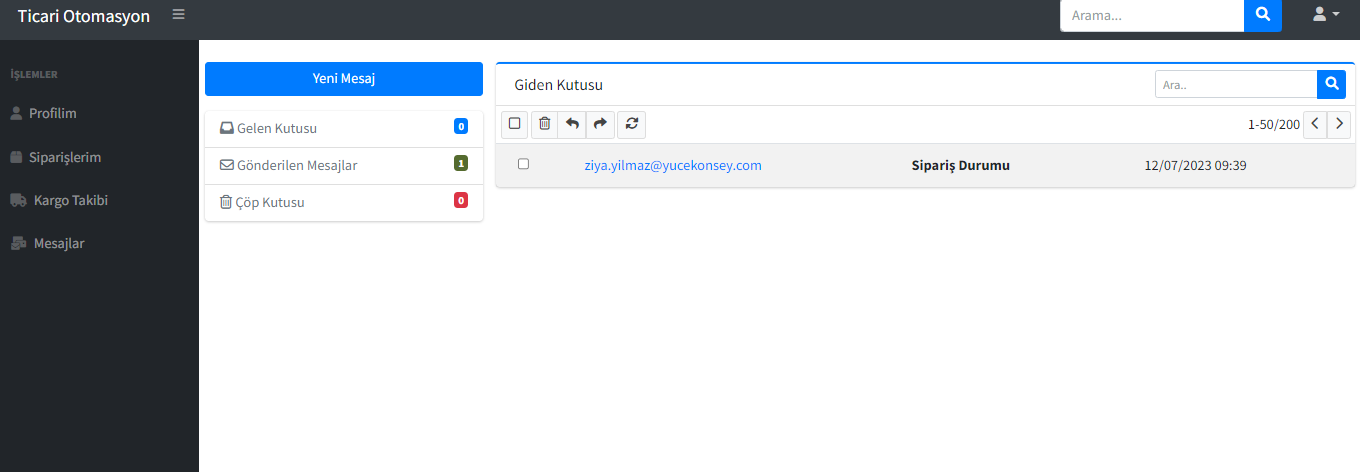 Ticari Otomasyon
Arama...
İŞLEMLER
Profilim
Siparişlerim
Kargo Takibi
Mesajlar
Yeni Mesaj
Gelen Kutusu 0
Gönderilen Mesajlar 1
Çöp Kutusu 0
Giden Kutusu
Ara..
1-50/200
ziya.yilmaz@yucekonsey.com Sipariş Durumu 12/07/2023 09:39